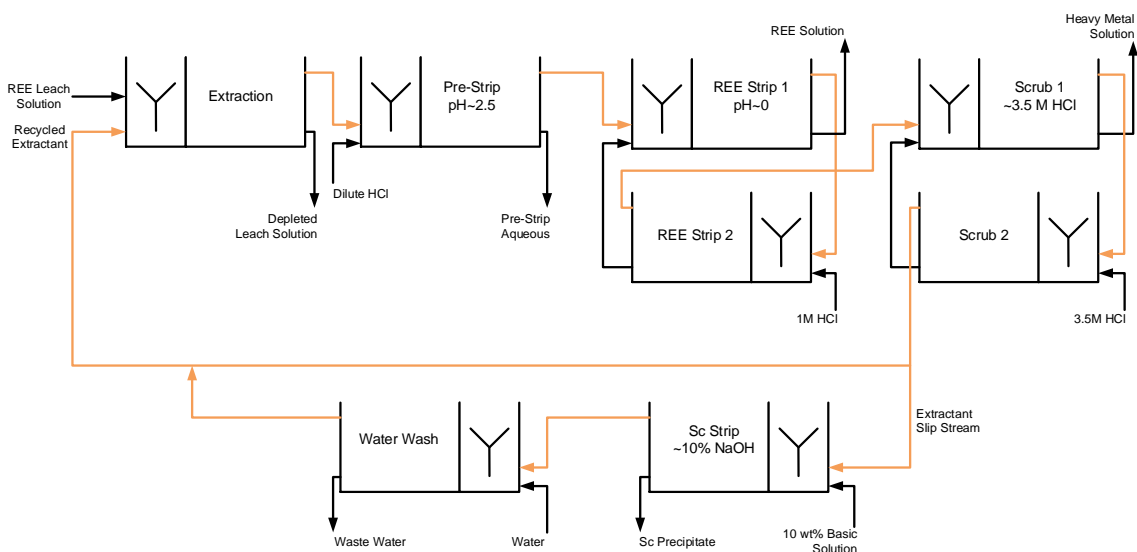 REE Solution
Heavy Metal
Solution
REE Leach
Solution
Recycled
Extractant
Extraction
Pre-Strip
pH~2.5
REE Strip 1
pH~0
Scrub 1
~3.5 M HCl
Dilute HCl
Depleted
Leach Solution
Pre-Strip
Aqueous
REE Strip 2
Scrub 2
1M HCl
3.5M HCl
Extractant
Slip Stream
Water Wash
Sc Strip
~10% NaOH
Waste Water
Water
Sc Precipitate
10 wt% Basic
Solution